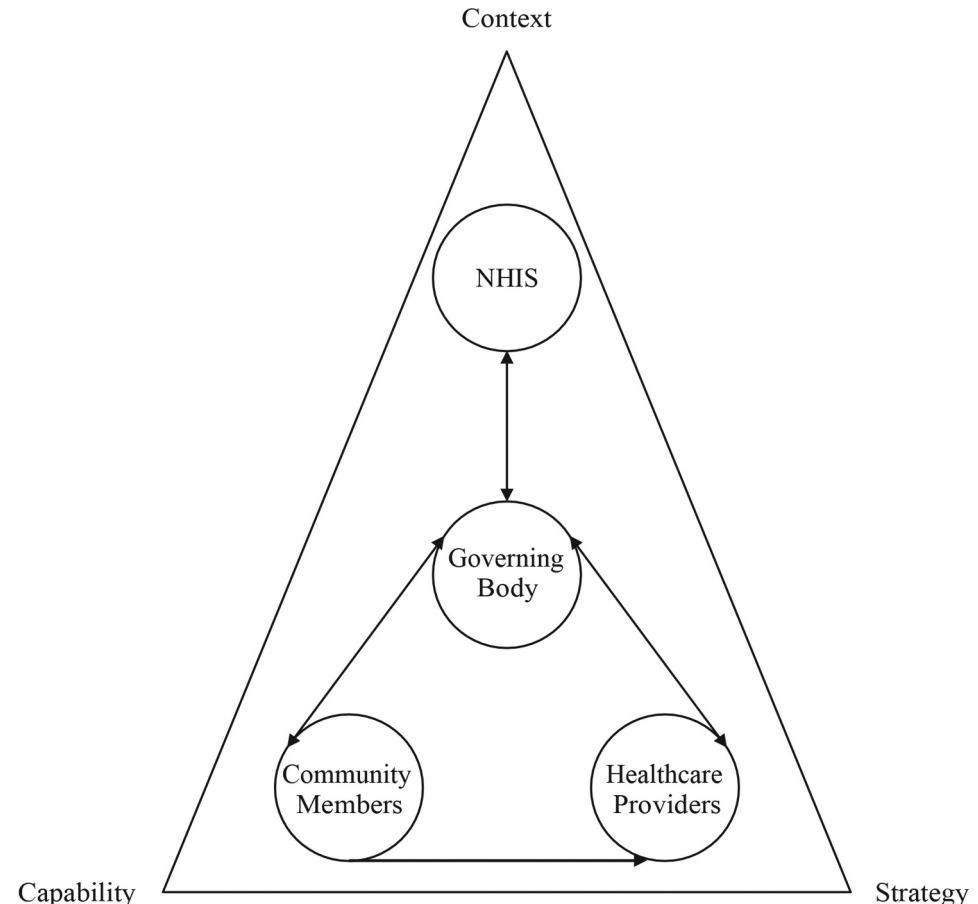 Context
NHIS
Governing
Body
Community
Members
Healthcare
Providers
Capability
Strategy